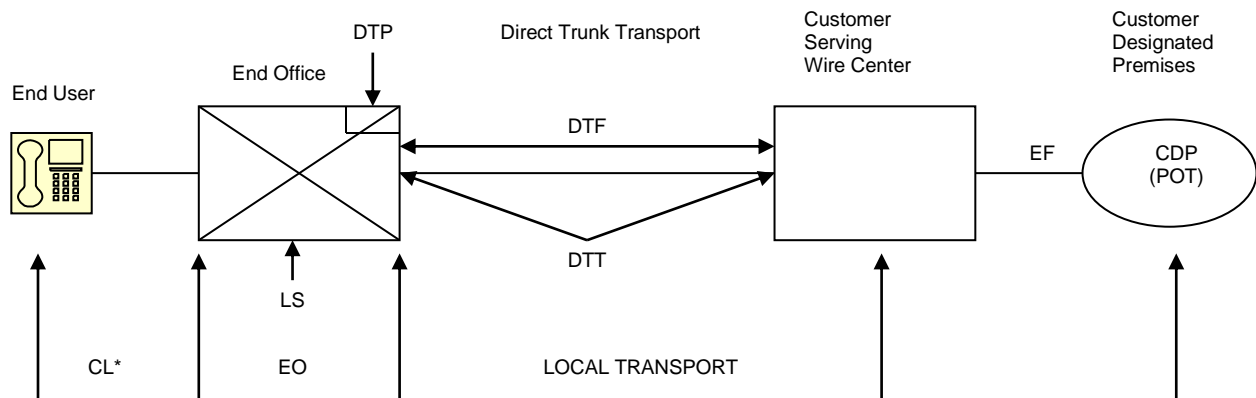 DTP
Direct Trunk Transport
Customer
Serving
Wire Center
Customer
Designated
Premises
End Office
End User
DTF
EF
CDP
(POT)
DTT
LS
CL*
EO
LOCAL TRANSPORT